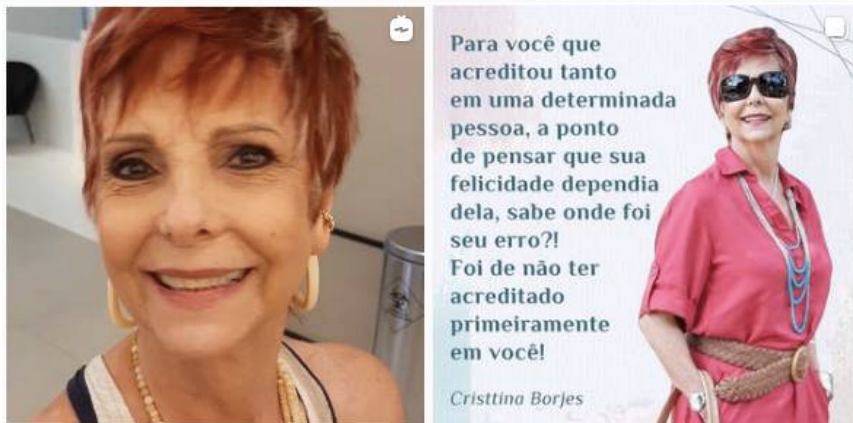 Para você que
acreditou tanto
em uma determinada
pessoa, a ponto
de pensar que sua
felicidade dependia
dela, sabe onde foi
seu erro?!
Foi de não ter
acreditado
primeiramente
em você!
Cristtina Borjes